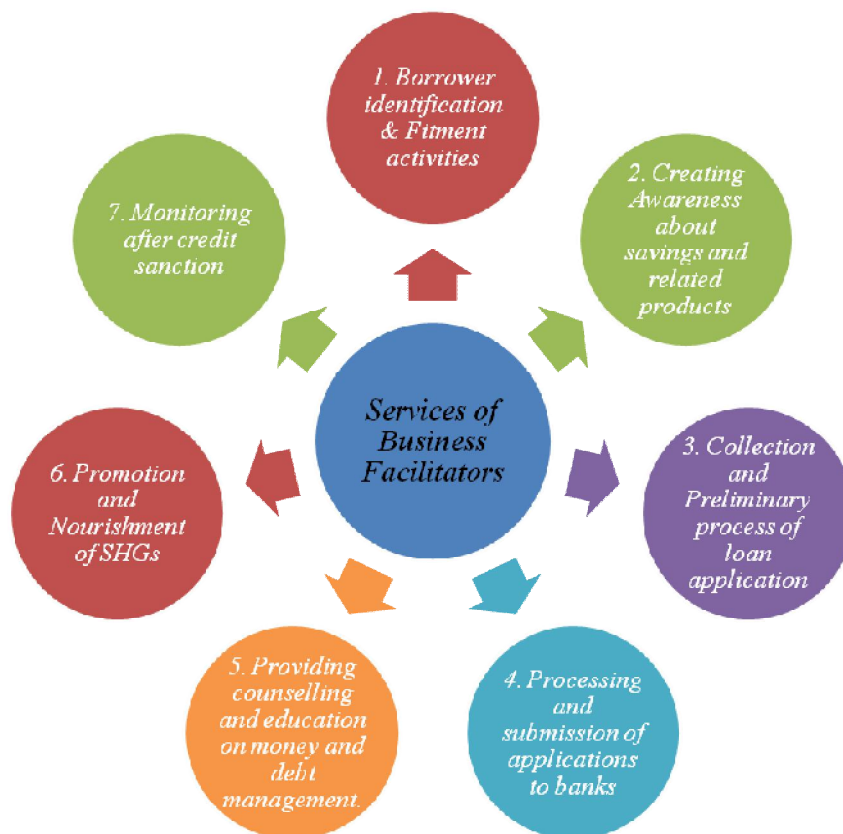 1. Borrower
identification
& Fitment
activities
2. Creating
Awareness
about
savings and
related
products
3. Collection
and
Preliminary
process of
loan
application
4. Processing
and
submission of
applications
to banks
5. Providing
counselling
and education
on money and
debt
management.
6. Promotion
and
Nourishment
of SHGs
7. Monitoring
after credit
sanction
Services of
Business
Facilitators